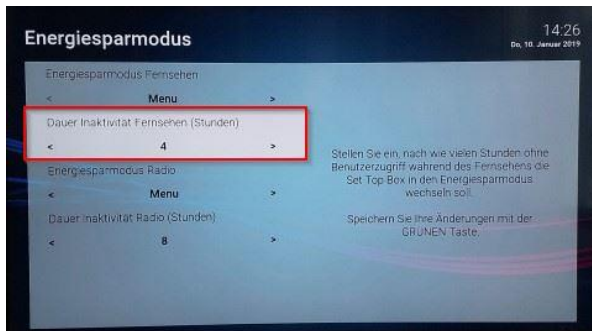 Energiesparmodus
14:26
Do, 10. Januar 2019
Energiesparmodus Fernsehen
< Menu >
Dauer Inaktivität Fernsehen (Stunden)
< 4 >
Energiesparmodus Radio
< Menu >
Dauer Inaktivität Radio (Stunden)
< 8 >
Stellen Sie ein, nach wie vielen Stunden ohne
Benutzerzugriff während des Fernsehens die
Set Top Box in den Energiesparmodus
wechseln soll.
Speichern Sie Ihre Änderungen mit der
GRÜNEN Taste.